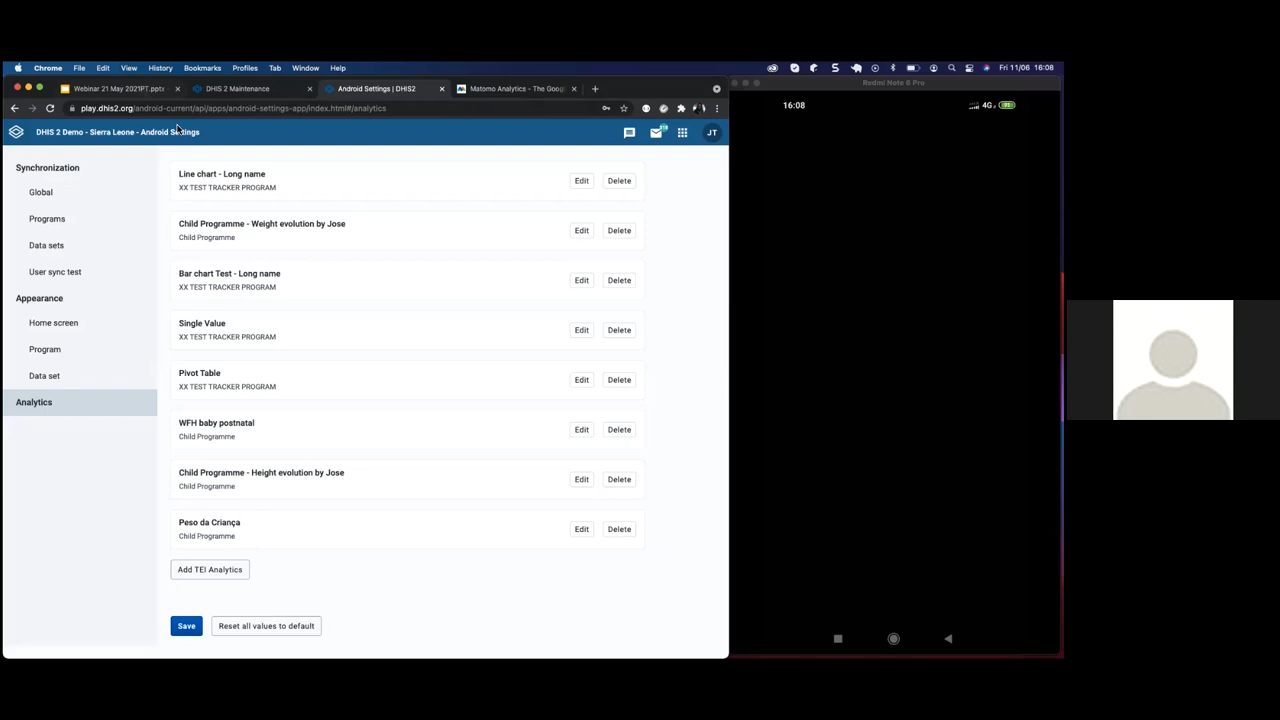 Chrome File Edit View History Bookmarks Profiles Tab Window Help
Fri 11/06 16:08
Webinar 21 May 2021PT.pptx
DHIS 2 Maintenance
Android Settings | DHIS2
Matomo Analytics - The Goog
Redmi Note 6 Pro
play.dhis2.org/android-current/api/apps/android-settings-app/index.html#/analytics
16:08
4G
DHIS 2 Demo - Sierra Leone - Android Settings
JT
Synchronization
Global
Programs
Data sets
User sync test
Appearance
Home screen
Program
Data set
Analytics
Line chart - Long name
XX TEST TRACKER PROGRAM
Edit Delete
Child Programme - Weight evolution by Jose
Child Programme
Edit Delete
Bar chart Test - Long name
XX TEST TRACKER PROGRAM
Edit Delete
Single Value
XX TEST TRACKER PROGRAM
Edit Delete
Pivot Table
XX TEST TRACKER PROGRAM
Edit Delete
WFH baby postnatal
Child Programme
Edit Delete
Child Programme - Height evolution by Jose
Child Programme
Edit Delete
Peso da Criança
Child Programme
Edit Delete
Add TEI Analytics
Save Reset all values to default